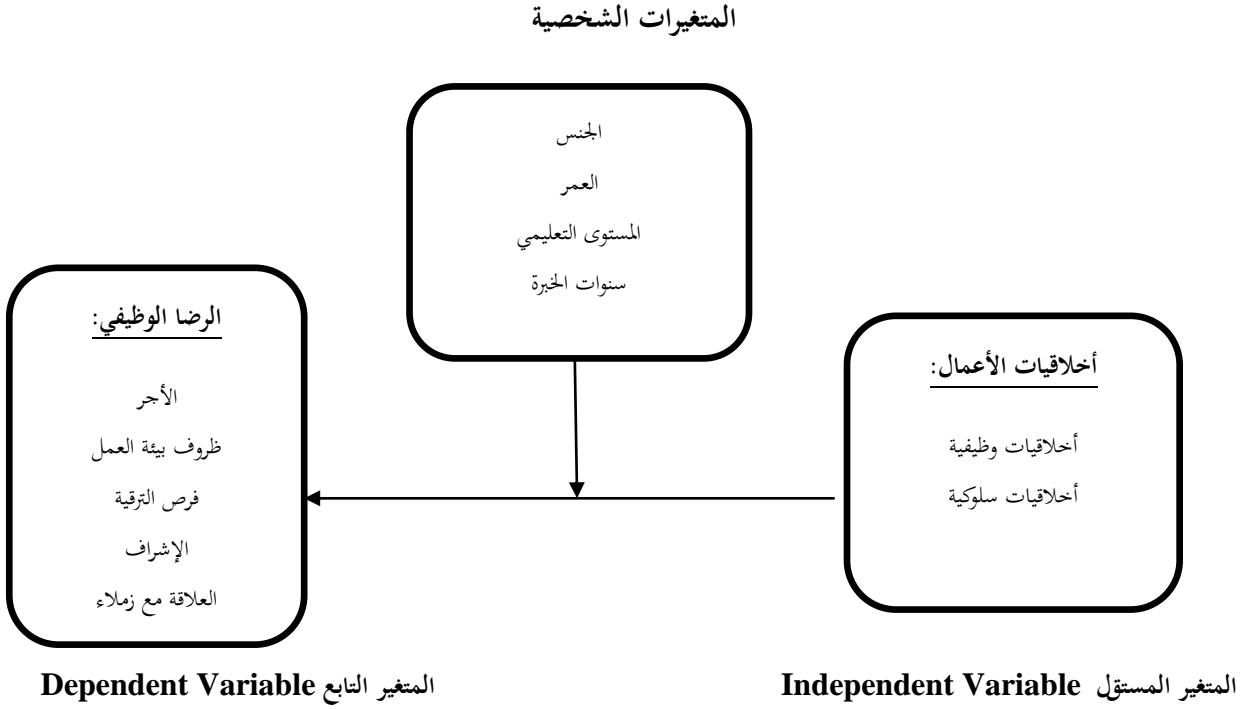 المتغيرات الشخصية
الجنس
العمر
المستوى التعليمي
سنوات الخبرة
أخلاقيات الأعمال:
أخلاقيات وظيفية
أخلاقيات سلوكية
الرضا الوظيفي:
الأجر
ظروف بيئة العمل
فرص الترقية
الإشراف
العلاقة مع زملاء
المتغير المستقل Independent Variable
المتغير التابع Dependent Variable